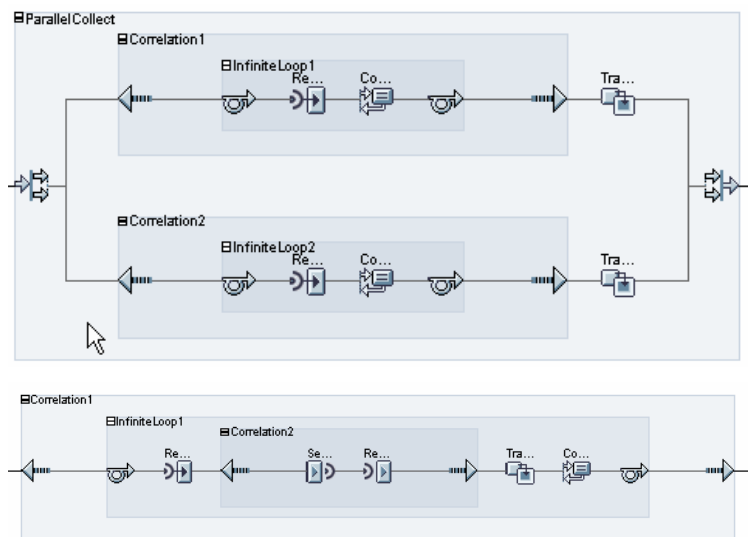 ParallelCollect
Correlation1
InfiniteLoop1
Re... Co... Tra...
Correlation2
InfiniteLoop2
Re... Co... Tra...
Correlation1
InfiniteLoop1
Correlation2
Re... Se... Re... Tra... Co...